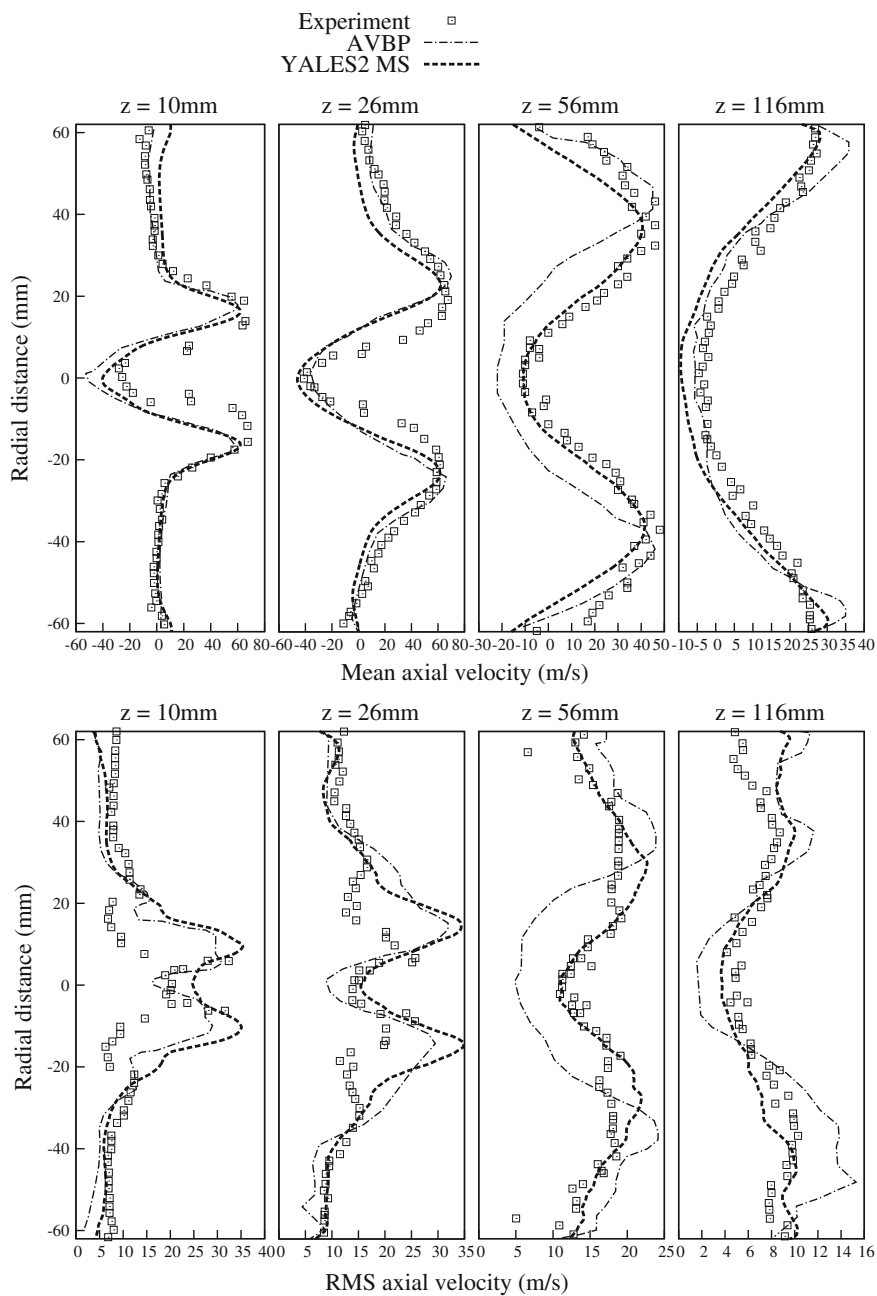 Experiment
AVBP
YALES2 MS
z = 10mm z = 26mm z = 56mm z = 116mm
60
40
20
0
-20
-40
-60
Radial distance (mm)
-60 -40 -20 0 20 40 60 80
-60 -40 -20 0 20 40 60 80
-30 -20 -10 0 10 20 30 40 50
-10 -5 0 5 10 15 20 25 30 35 40
Mean axial velocity (m/s)
z = 10mm z = 26mm z = 56mm z = 116mm
60
40
20
0
-20
-40
-60
Radial distance (mm)
0 5 10 15 20 25 30 35 40
0 5 10 15 20 25 30 35
5 10 15 20 25
0 2 4 6 8 10 12 14 16
RMS axial velocity (m/s)